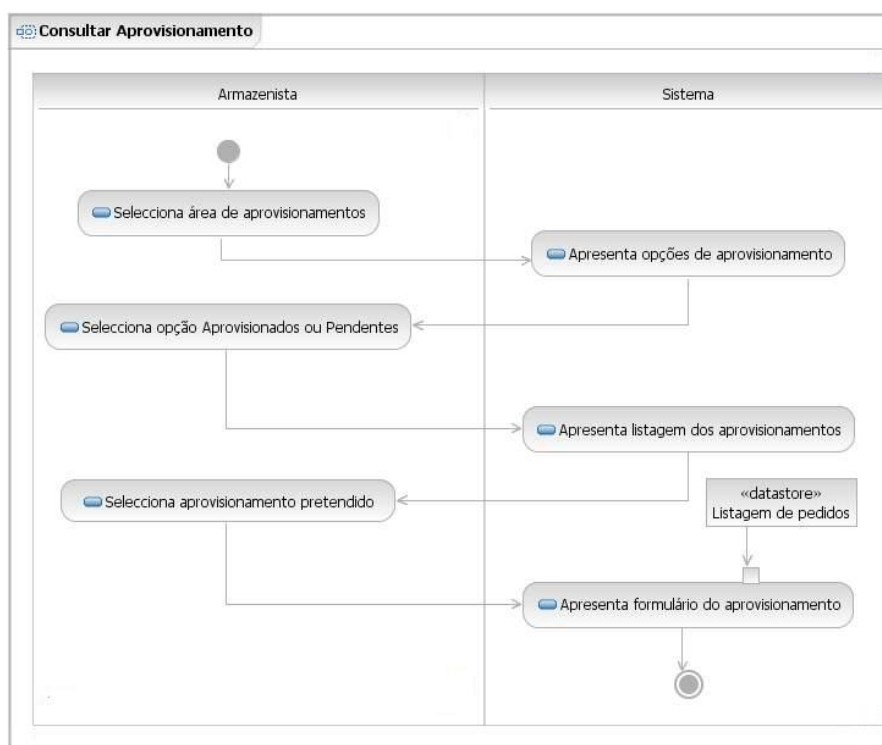 Consultar Aprovisionamento
Armazenista
Sistema
Selecciona área de aprovisionamentos
Apresenta opções de aprovisionamento
Selecciona opção Aprovisionados ou Pendentes
Apresenta listagem dos aprovisionamentos
Selecciona aprovisionamento pretendido
«datastore»
Listagem de pedidos
Apresenta formulário do aprovisionamento